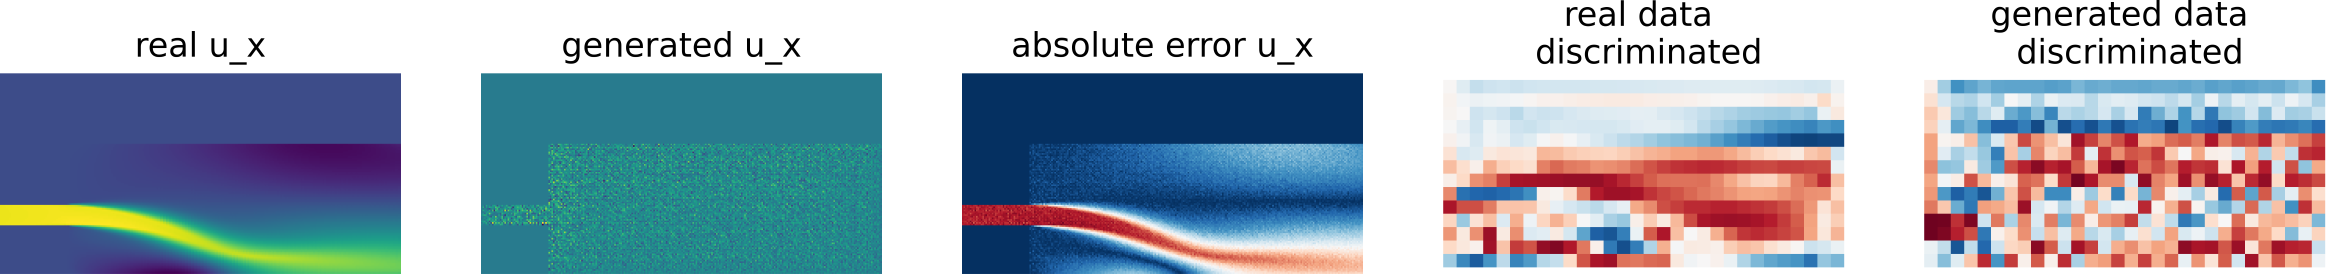 real u_x
generated u_x
absolute error u_x
real data
discriminated
generated data
discriminated